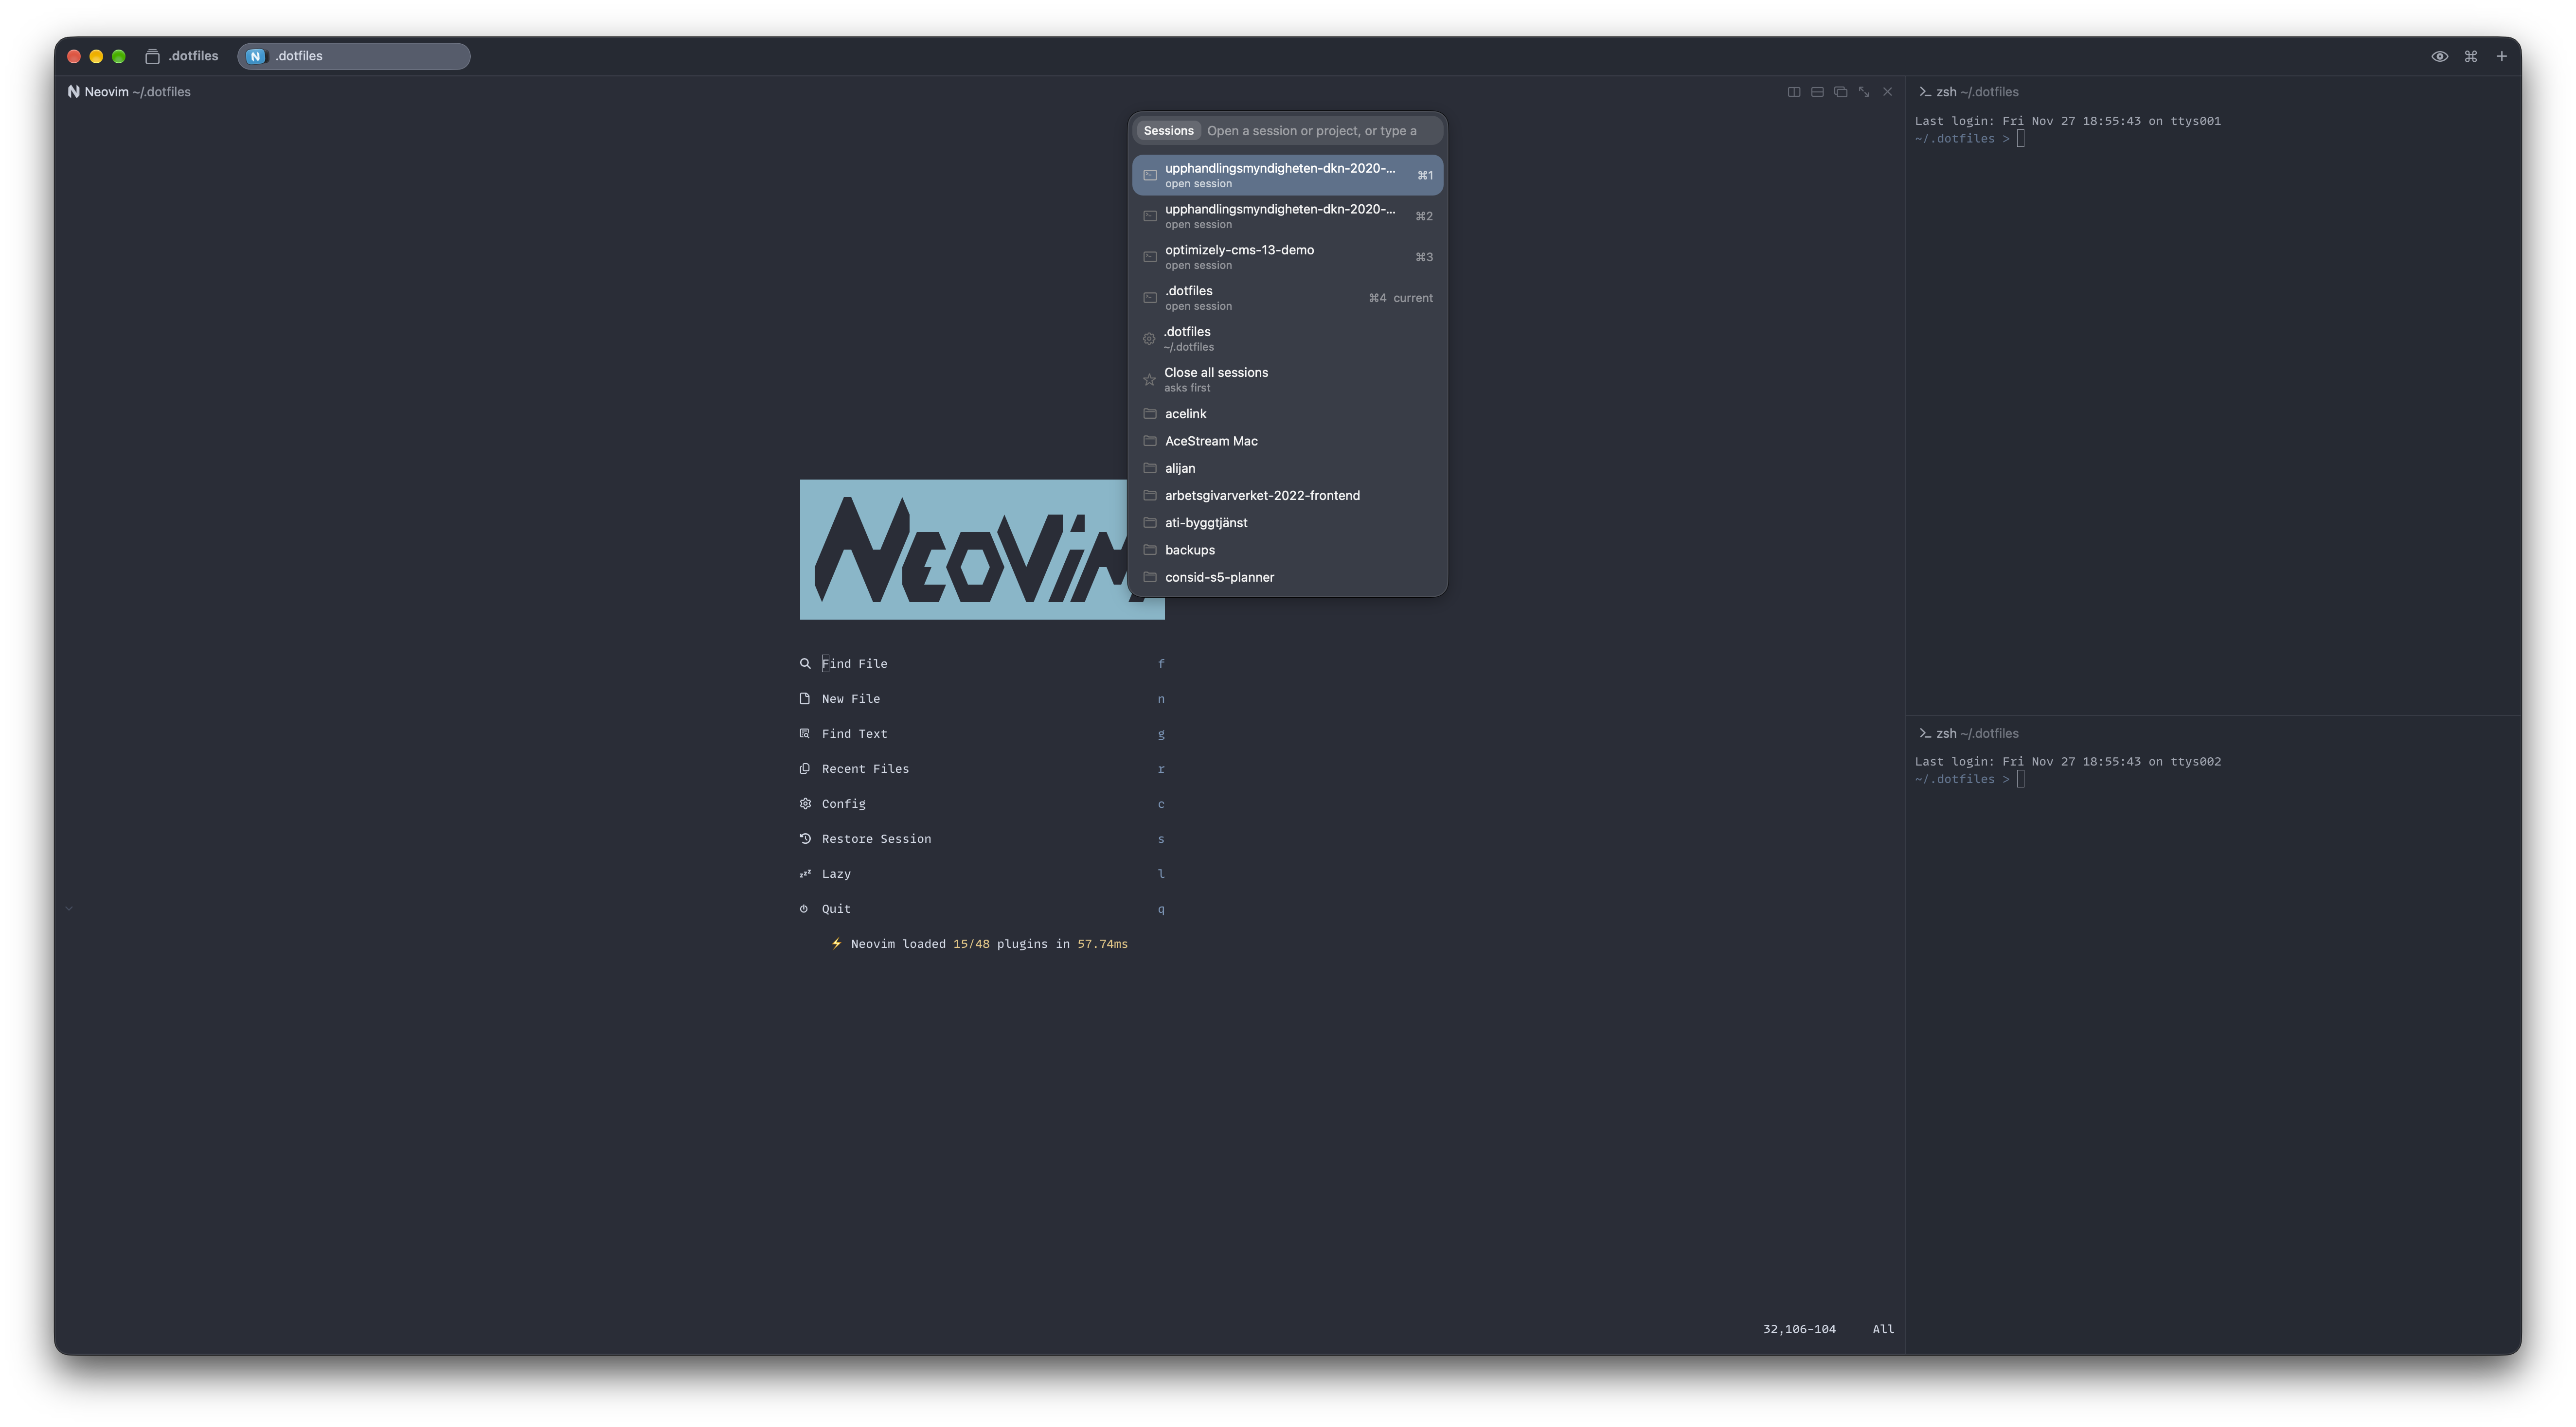 .dotfiles
.dotfiles
Neovim ~/.dotfiles
Sessions Open a session or project, or type a
upphandlingsmyndigheten-dkn-2020-... ⌘1
open session
upphandlingsmyndigheten-dkn-2020-... ⌘2
open session
optimizely-cms-13-demo ⌘3
open session
.dotfiles ⌘4 current
open session
.dotfiles
~/.dotfiles
Close all sessions
asks first
acelink
AceStream Mac
alijan
arbetsgivarverket-2022-frontend
ati-byggtjänst
backups
consid-s5-planner
Neovim
Find File f
New File n
Find Text g
Recent Files r
Config c
Restore Session s
Lazy l
Quit q
⚡ Neovim loaded 15/48 plugins in 57.74ms
32,106-104 All
zsh ~/.dotfiles
Last login: Fri Nov 27 18:55:43 on ttys001
~/.dotfiles >
zsh ~/.dotfiles
Last login: Fri Nov 27 18:55:43 on ttys002
~/.dotfiles >